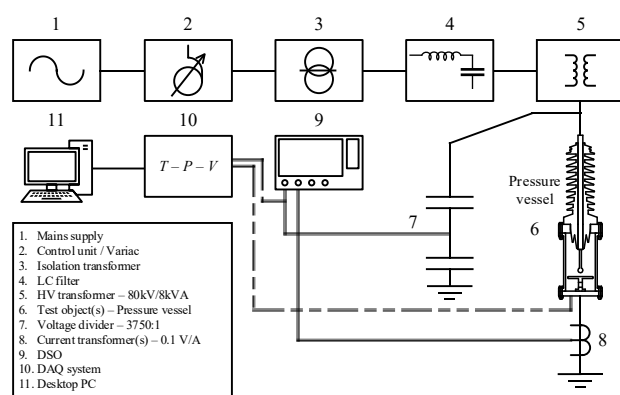 1 2 3 4 5
11 10 9
T – P – V
Pressure
vessel
7 6
8
1. Mains supply
2. Control unit / Variac
3. Isolation transformer
4. LC filter
5. HV transformer – 80kV/8kVA
6. Test object(s) – Pressure vessel
7. Voltage divider – 3750:1
8. Current transformer(s) – 0.1 V/A
9. DSO
10. DAQ system
11. Desktop PC